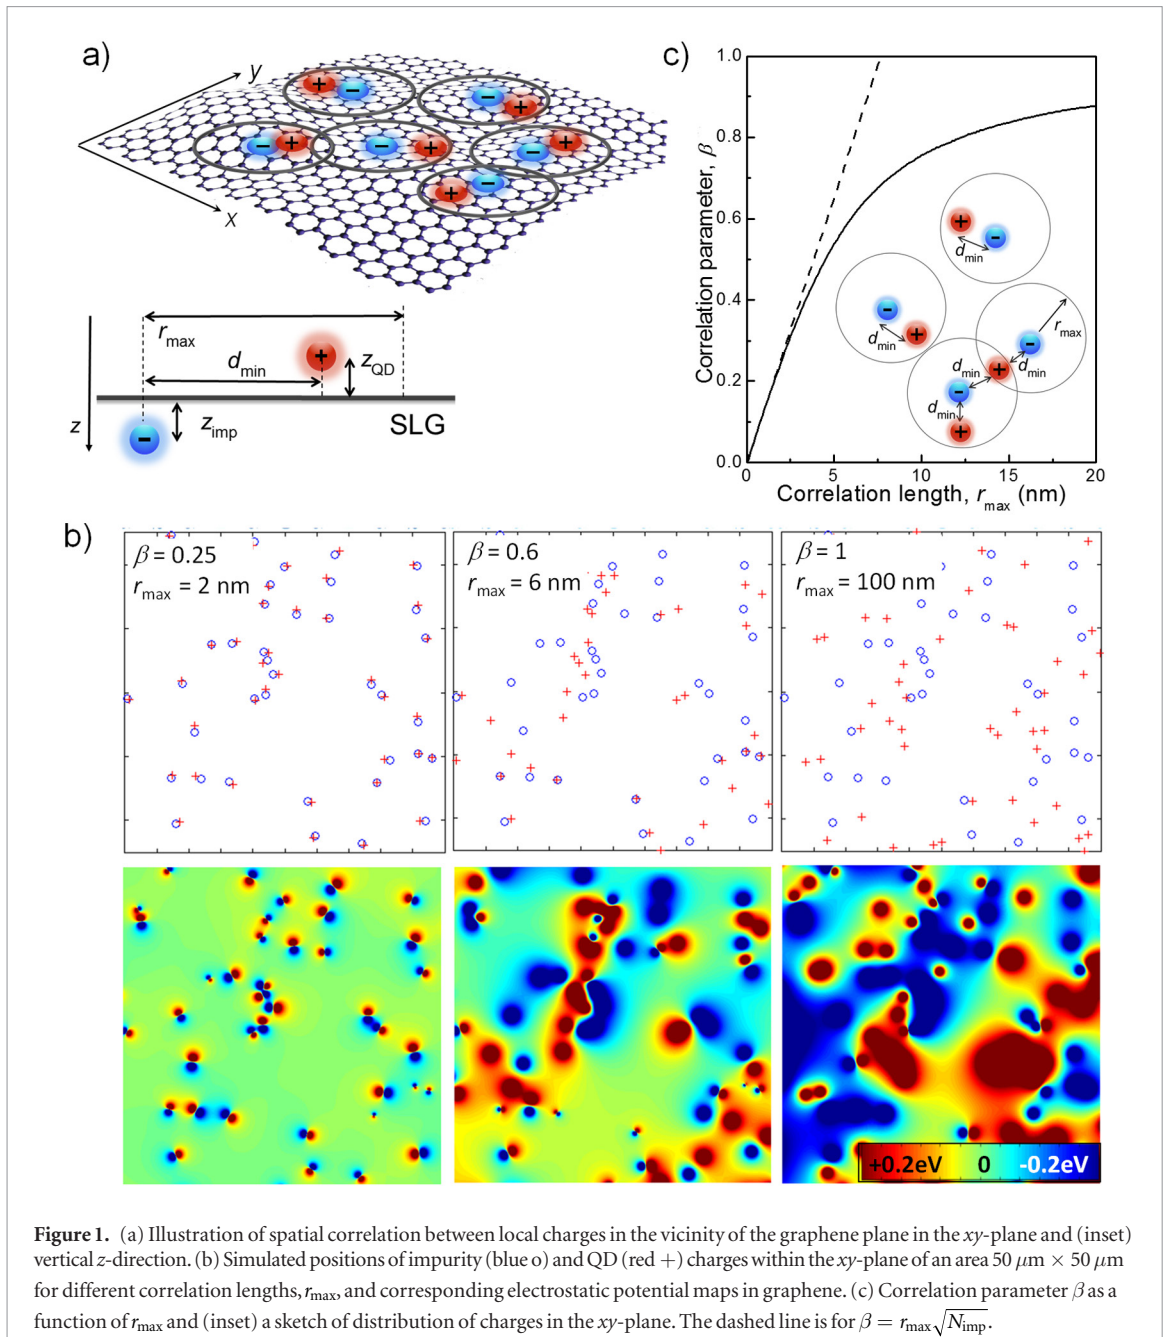 a)
y
x
+
−
+
−
+
−
+
−
+
−
+
−
r_max
d_min
+
z_QD
z
z_imp
SLG
−
c)
Correlation parameter, β
1.0
0.8
0.6
0.4
0.2
0.0
0
5
10
15
20
Correlation length, r_max (nm)
+
−
d_min
−
+
d_min
r_max
−
d_min
d_min
+
−
d_min
+
b)
β = 0.25
r_max = 2 nm
β = 0.6
r_max = 6 nm
β = 1
r_max = 100 nm
+0.2eV 0 -0.2eV
Figure 1. (a) Illustration of spatial correlation between local charges in the vicinity of the graphene plane in the xy-plane and (inset)
vertical z-direction. (b) Simulated positions of impurity (blue o) and QD (red +) charges within the xy-plane of an area 50 μm × 50 μm
for different correlation lengths, r_max, and corresponding electrostatic potential maps in graphene. (c) Correlation parameter β as a
function of r_max and (inset) a sketch of distribution of charges in the xy-plane. The dashed line is for β = r_max√N_imp.